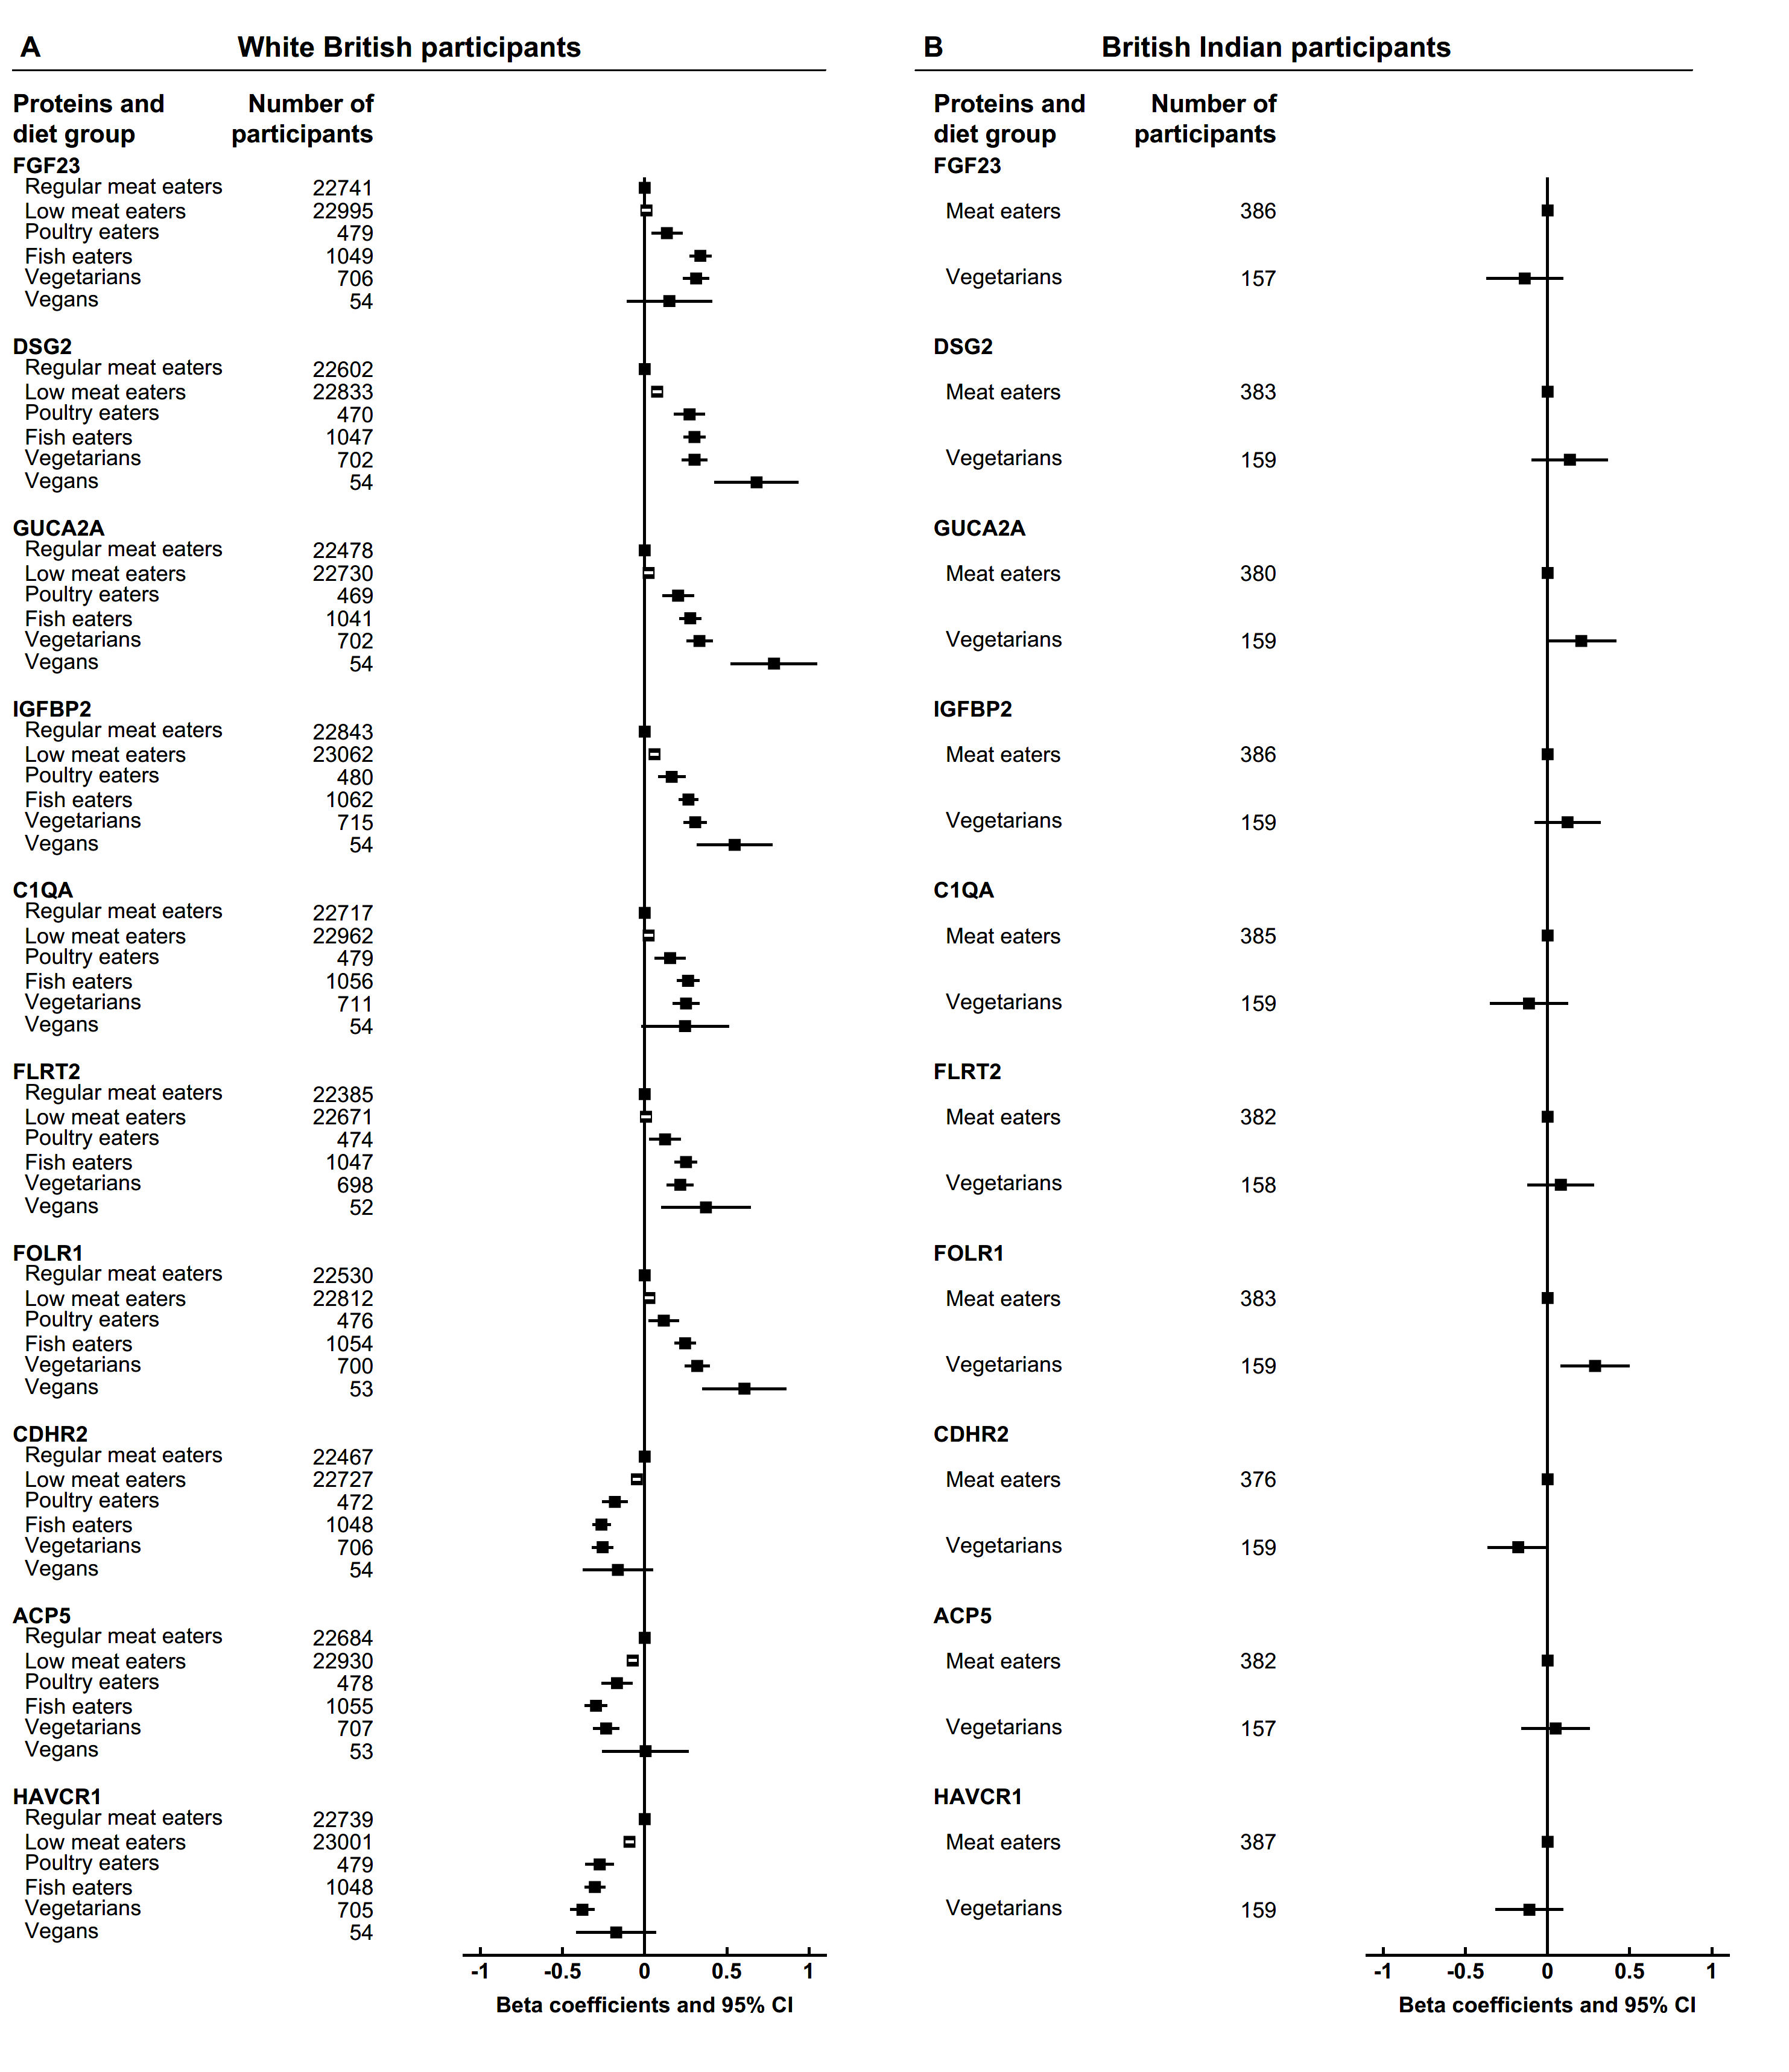 A White British participants
Proteins and diet group Number of participants
FGF23
Regular meat eaters 22741
Low meat eaters 22995
Poultry eaters 479
Fish eaters 1049
Vegetarians 706
Vegans 54
DSG2
Regular meat eaters 22602
Low meat eaters 22833
Poultry eaters 470
Fish eaters 1047
Vegetarians 702
Vegans 54
GUCA2A
Regular meat eaters 22478
Low meat eaters 22730
Poultry eaters 469
Fish eaters 1041
Vegetarians 702
Vegans 54
IGFBP2
Regular meat eaters 22843
Low meat eaters 23062
Poultry eaters 480
Fish eaters 1062
Vegetarians 715
Vegans 54
C1QA
Regular meat eaters 22717
Low meat eaters 22962
Poultry eaters 479
Fish eaters 1056
Vegetarians 711
Vegans 54
FLRT2
Regular meat eaters 22385
Low meat eaters 22671
Poultry eaters 474
Fish eaters 1047
Vegetarians 698
Vegans 52
FOLR1
Regular meat eaters 22530
Low meat eaters 22812
Poultry eaters 476
Fish eaters 1054
Vegetarians 700
Vegans 53
CDHR2
Regular meat eaters 22467
Low meat eaters 22727
Poultry eaters 472
Fish eaters 1048
Vegetarians 706
Vegans 54
ACP5
Regular meat eaters 22684
Low meat eaters 22930
Poultry eaters 478
Fish eaters 1055
Vegetarians 707
Vegans 53
HAVCR1
Regular meat eaters 22739
Low meat eaters 23001
Poultry eaters 479
Fish eaters 1048
Vegetarians 705
Vegans 54
-1 -0.5 0 0.5 1
Beta coefficients and 95% CI
B British Indian participants
Proteins and diet group Number of participants
FGF23
Meat eaters 386
Vegetarians 157
DSG2
Meat eaters 383
Vegetarians 159
GUCA2A
Meat eaters 380
Vegetarians 159
IGFBP2
Meat eaters 386
Vegetarians 159
C1QA
Meat eaters 385
Vegetarians 159
FLRT2
Meat eaters 382
Vegetarians 158
FOLR1
Meat eaters 383
Vegetarians 159
CDHR2
Meat eaters 376
Vegetarians 159
ACP5
Meat eaters 382
Vegetarians 157
HAVCR1
Meat eaters 387
Vegetarians 159
-1 -0.5 0 0.5 1
Beta coefficients and 95% CI